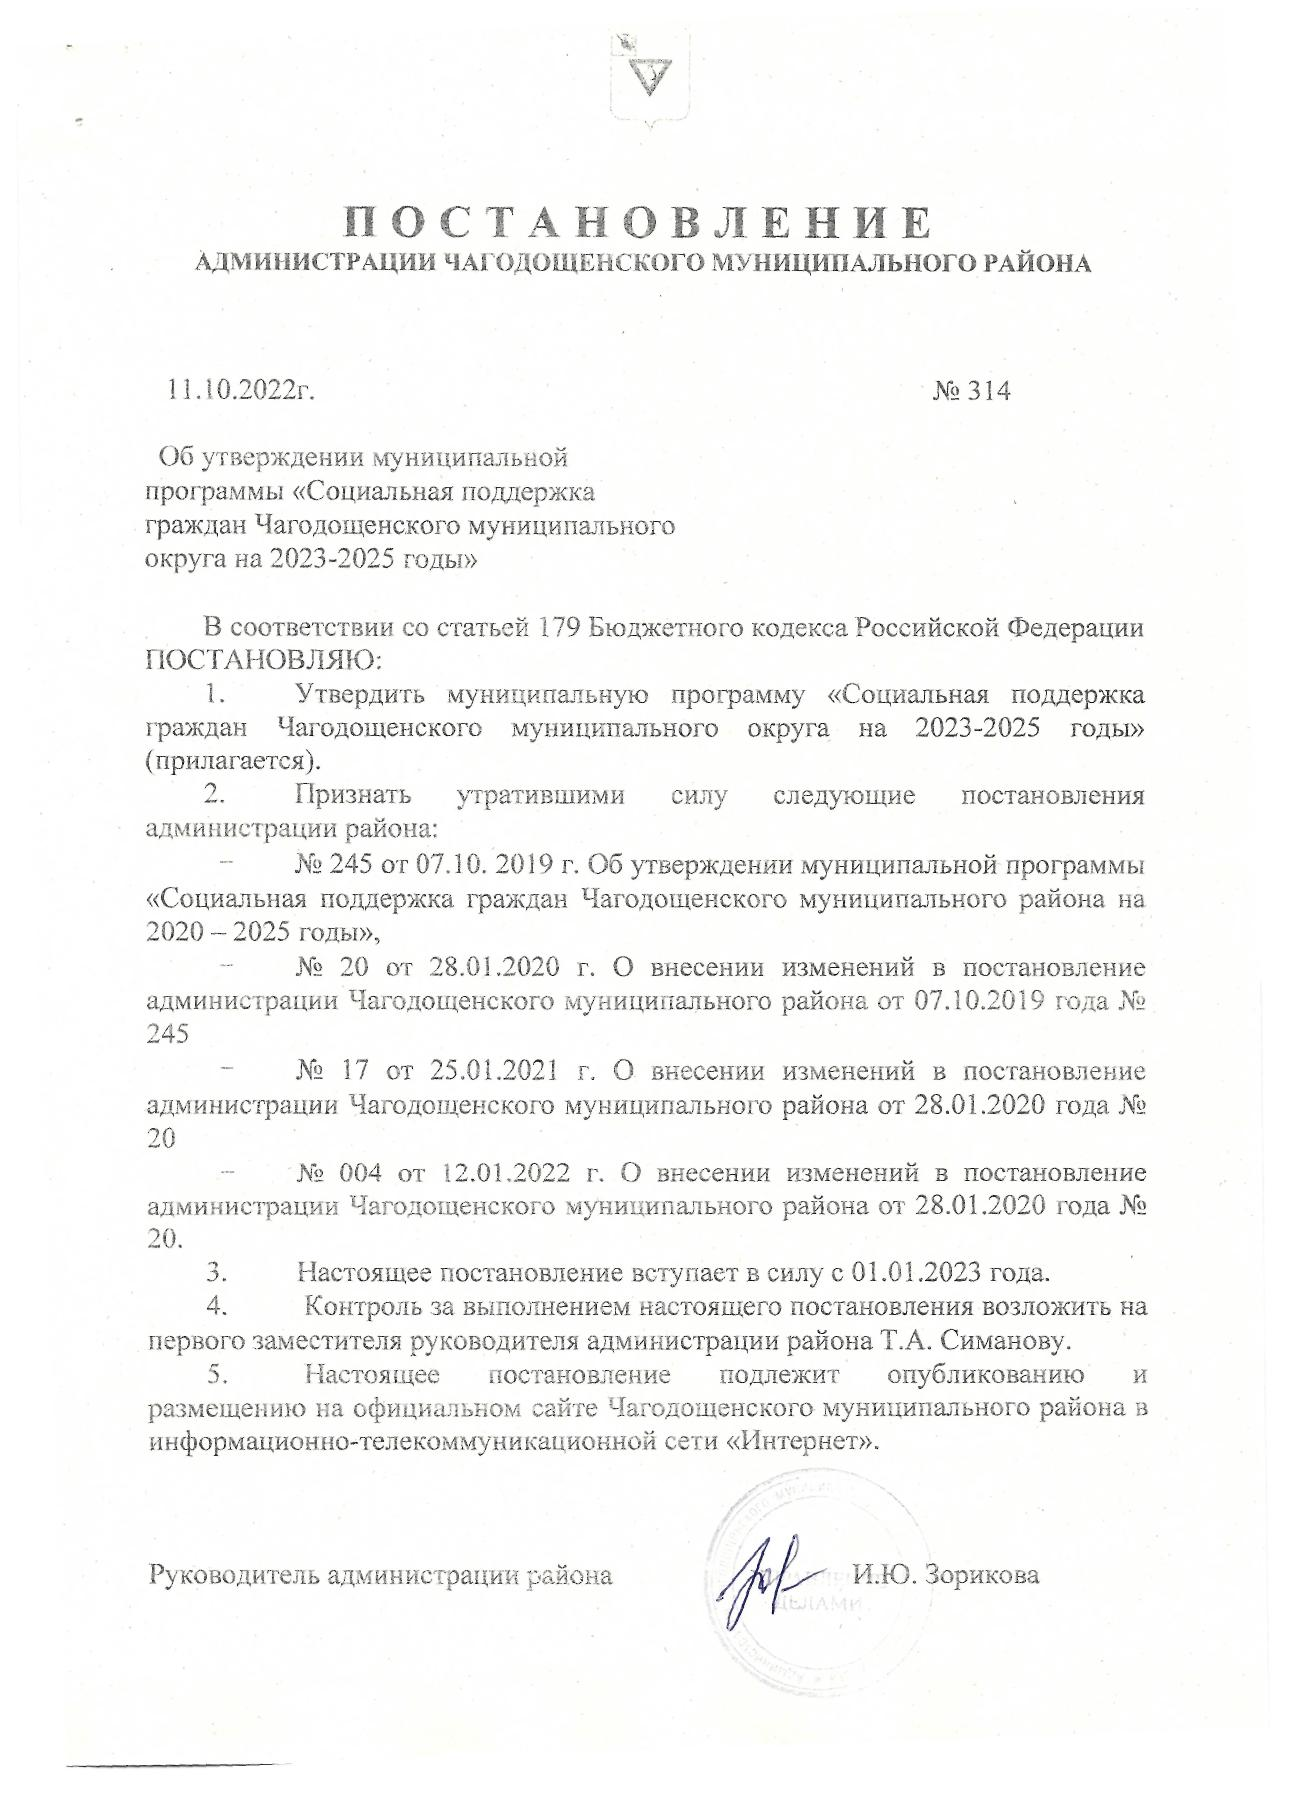 ПОСТАНОВЛЕНИЕ
АДМИНИСТРАЦИИ ЧАГОДОЩЕНСКОГО МУНИЦИПАЛЬНОГО РАЙОНА
11.10.2022г. № 314
Об утверждении муниципальной
программы «Социальная поддержка
граждан Чагодощенского муниципального
округа на 2023-2025 годы»
В соответствии со статьей 179 Бюджетного кодекса Российской Федерации
ПОСТАНОВЛЯЮ:
1. Утвердить муниципальную программу «Социальная поддержка
граждан Чагодощенского муниципального округа на 2023-2025 годы»
(прилагается).
2. Признать утратившими силу следующие постановления
администрации района:
– № 245 от 07.10. 2019 г. Об утверждении муниципальной программы
«Социальная поддержка граждан Чагодощенского муниципального района на
2020 – 2025 годы»,
– № 20 от 28.01.2020 г. О внесении изменений в постановление
администрации Чагодощенского муниципального района от 07.10.2019 года №
245
– № 17 от 25.01.2021 г. О внесении изменений в постановление
администрации Чагодощенского муниципального района от 28.01.2020 года №
20
– № 004 от 12.01.2022 г. О внесении изменений в постановление
администрации Чагодощенского муниципального района от 28.01.2020 года №
20.
3. Настоящее постановление вступает в силу с 01.01.2023 года.
4. Контроль за выполнением настоящего постановления возложить на
первого заместителя руководителя администрации района Т.А. Симанову.
5. Настоящее постановление подлежит опубликованию и
размещению на официальном сайте Чагодощенского муниципального района в
информационно-телекоммуникационной сети «Интернет».
Руководитель администрации района И.Ю. Зорикова
ДЕЛАМИ